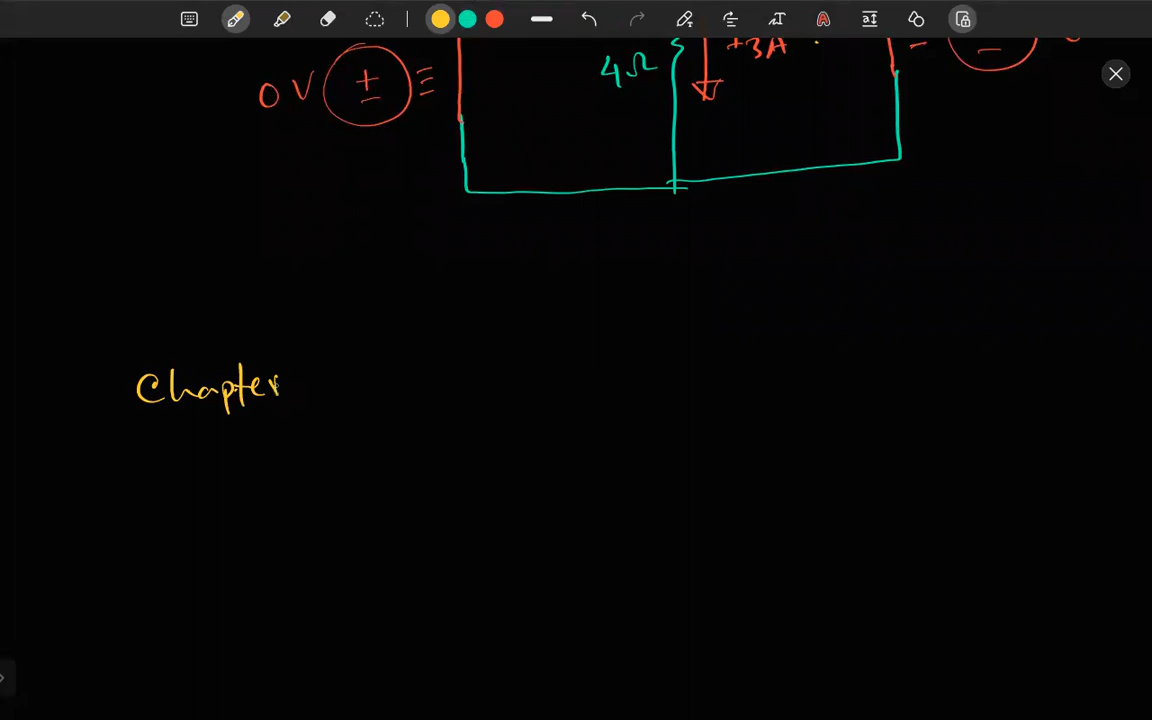 4Ω +3A
0 V + − ≡ − −
Chapter